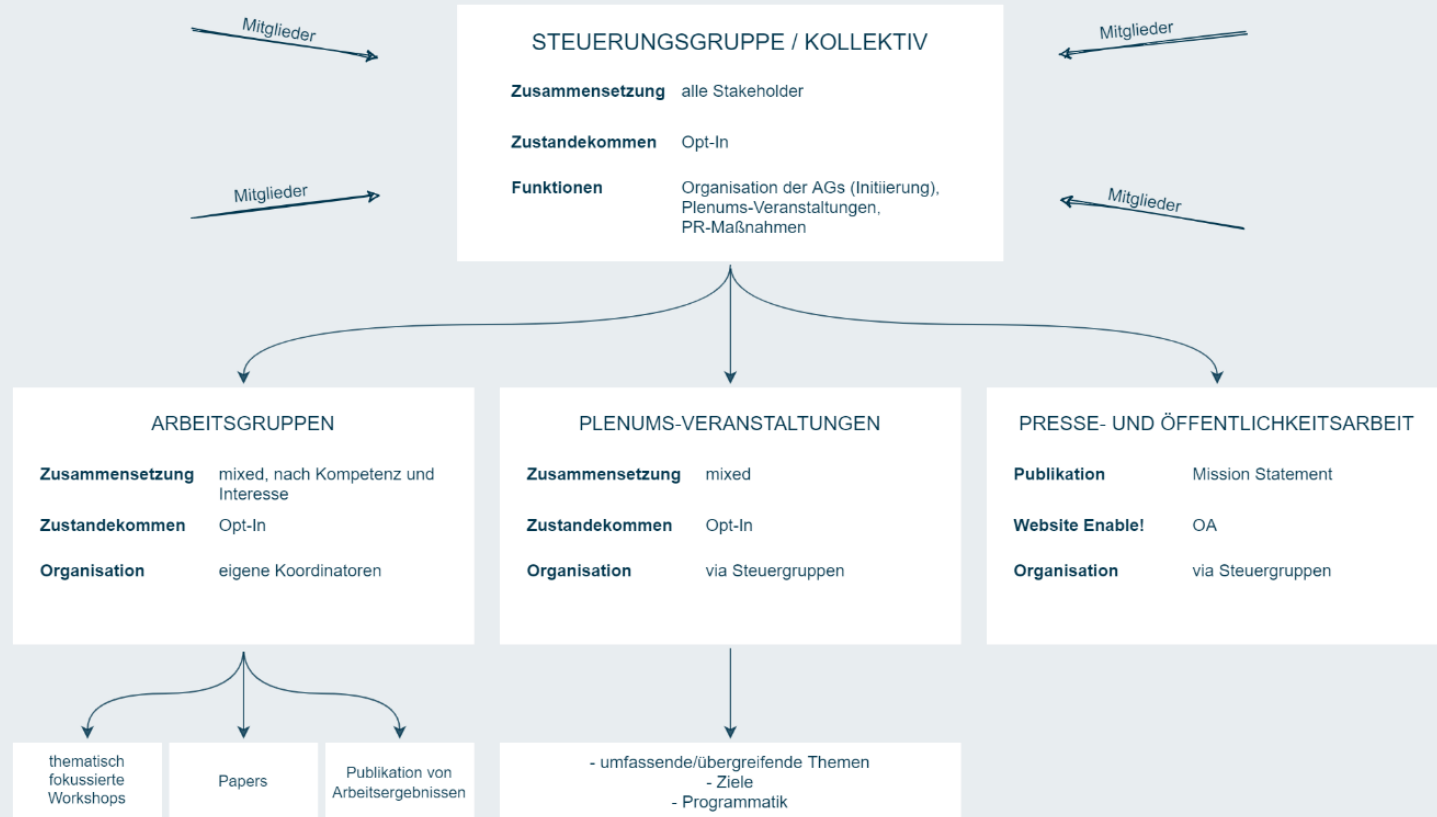 Mitglieder
Mitglieder
STEUERUNGSGRUPPE / KOLLEKTIV
Zusammensetzung alle Stakeholder
Zustandekommen Opt-In
Mitglieder
Mitglieder
Funktionen Organisation der AGs (Initiierung),
Plenums-Veranstaltungen,
PR-Maßnahmen
ARBEITSGRUPPEN
Zusammensetzung mixed, nach Kompetenz und
Interesse
Zustandekommen Opt-In
Organisation eigene Koordinatoren
PLENUMS-VERANSTALTUNGEN
Zusammensetzung mixed
Zustandekommen Opt-In
Organisation via Steuergruppen
PRESSE- UND ÖFFENTLICHKEITSARBEIT
Publikation Mission Statement
Website Enable! OA
Organisation via Steuergruppen
thematisch
fokussierte
Workshops
Papers
Publikation von
Arbeitsergebnissen
- umfassende/übergreifende Themen
- Ziele
- Programmatik